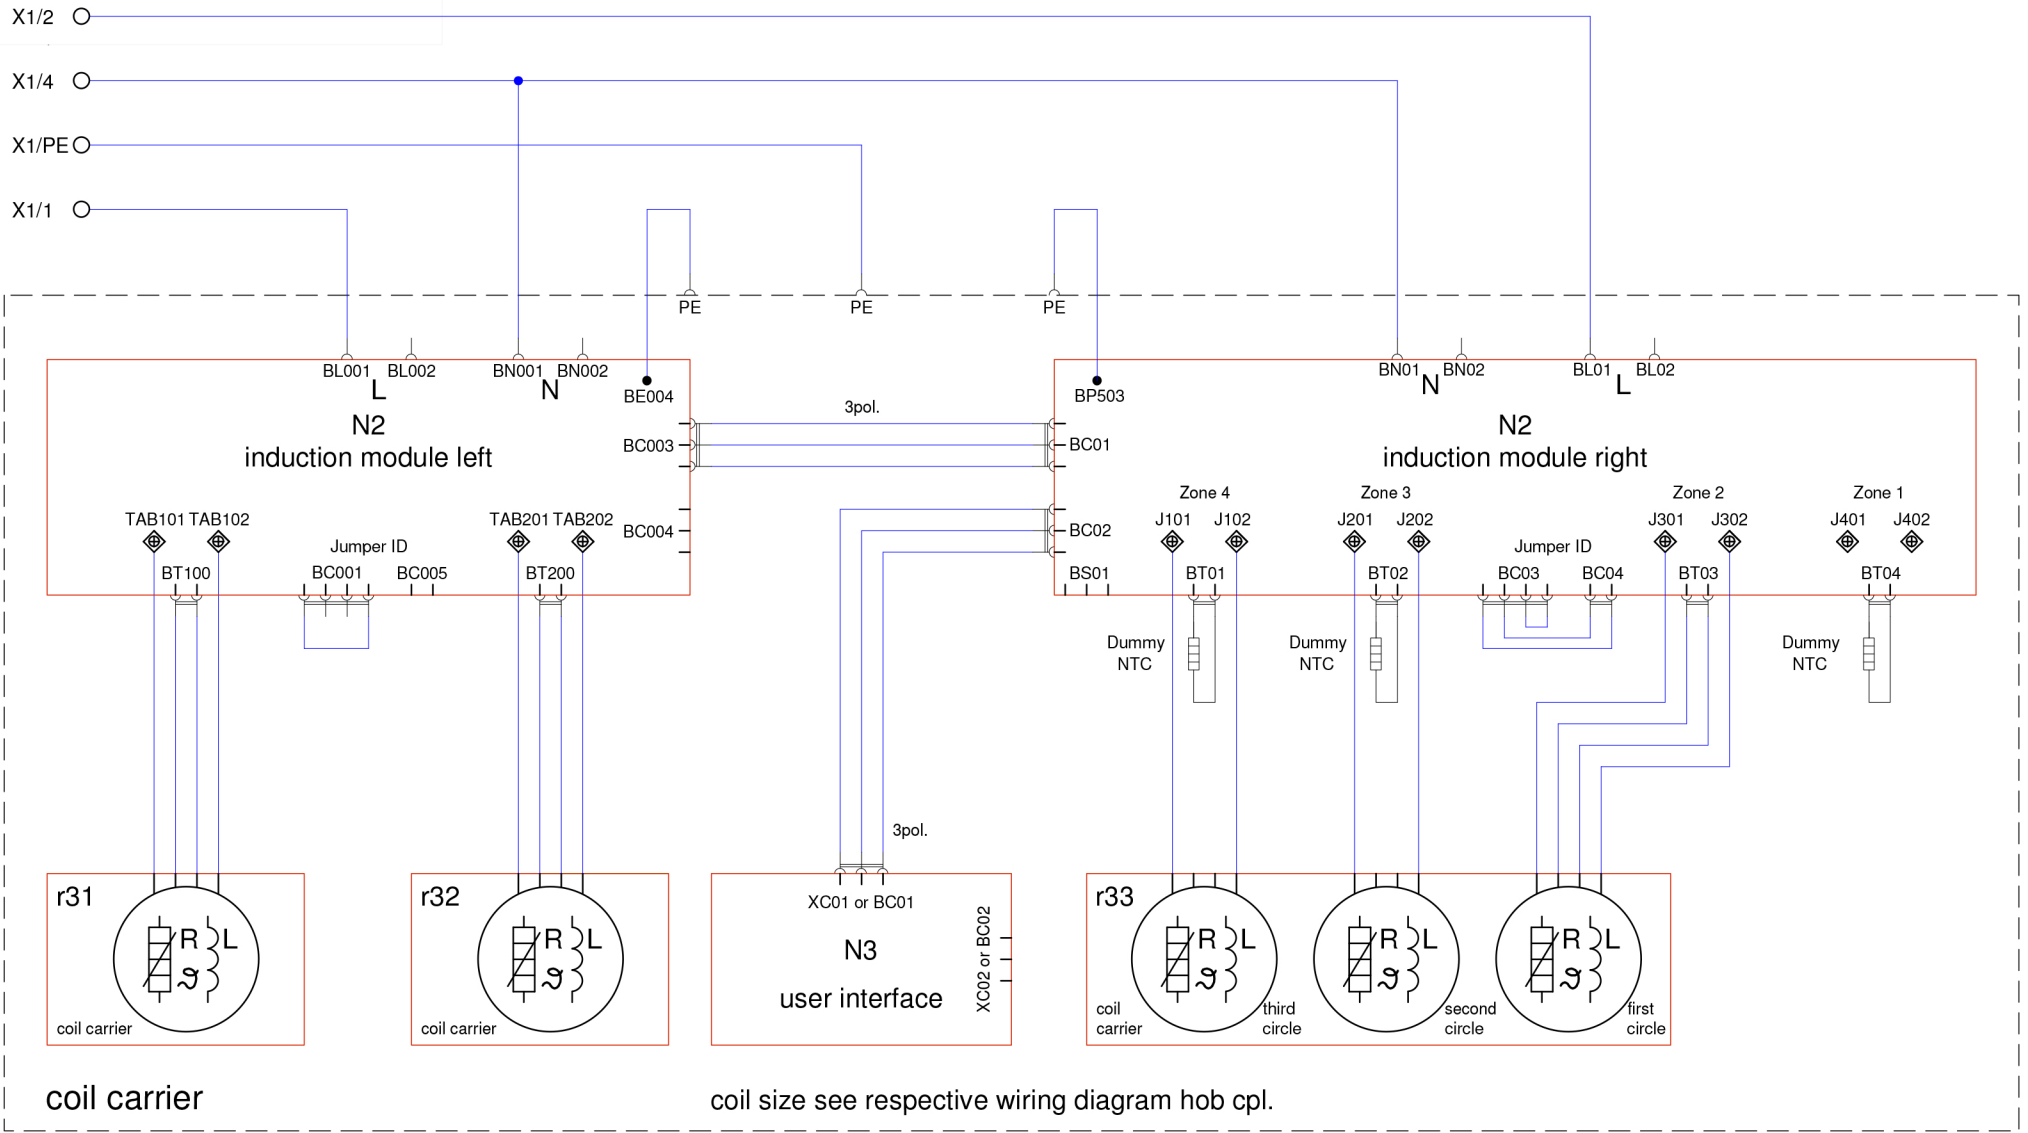 X1/2
X1/4
X1/PE
X1/1
PE
PE
PE
BL001
BL002
BN001
BN002
BN01
BN02
BL01
BL02
L
N
N
L
BE004
BP503
3pol.
N2
induction module left
BC003
BC01
N2
induction module right
Zone 4
Zone 3
Zone 2
Zone 1
TAB101
TAB102
TAB201
TAB202
BC004
BC02
J101
J102
J201
J202
J301
J302
J401
J402
Jumper ID
Jumper ID
BT100
BC001
BC005
BT200
BS01
BT01
BT02
BC03
BC04
BT03
BT04
Dummy
NTC
Dummy
NTC
Dummy
NTC
3pol.
r31
R
L
ϑ
coil carrier
r32
R
L
ϑ
coil carrier
XC01 or BC01
N3
user interface
XC02 or BC02
r33
R
L
ϑ
coil
carrier
third
circle
R
L
ϑ
second
circle
R
L
ϑ
first
circle
coil carrier
coil size see respective wiring diagram hob cpl.